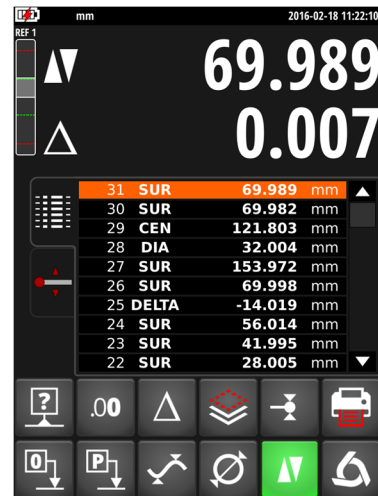 mm 2016-02-18 11:22:10
REF 1
69.989
0.007
31 SUR 69.989 mm
30 SUR 69.982 mm
29 CEN 121.803 mm
28 DIA 32.004 mm
27 SUR 153.972 mm
26 SUR 69.998 mm
25 DELTA -14.019 mm
24 SUR 56.014 mm
23 SUR 41.995 mm
22 SUR 28.005 mm
? .00
0 P